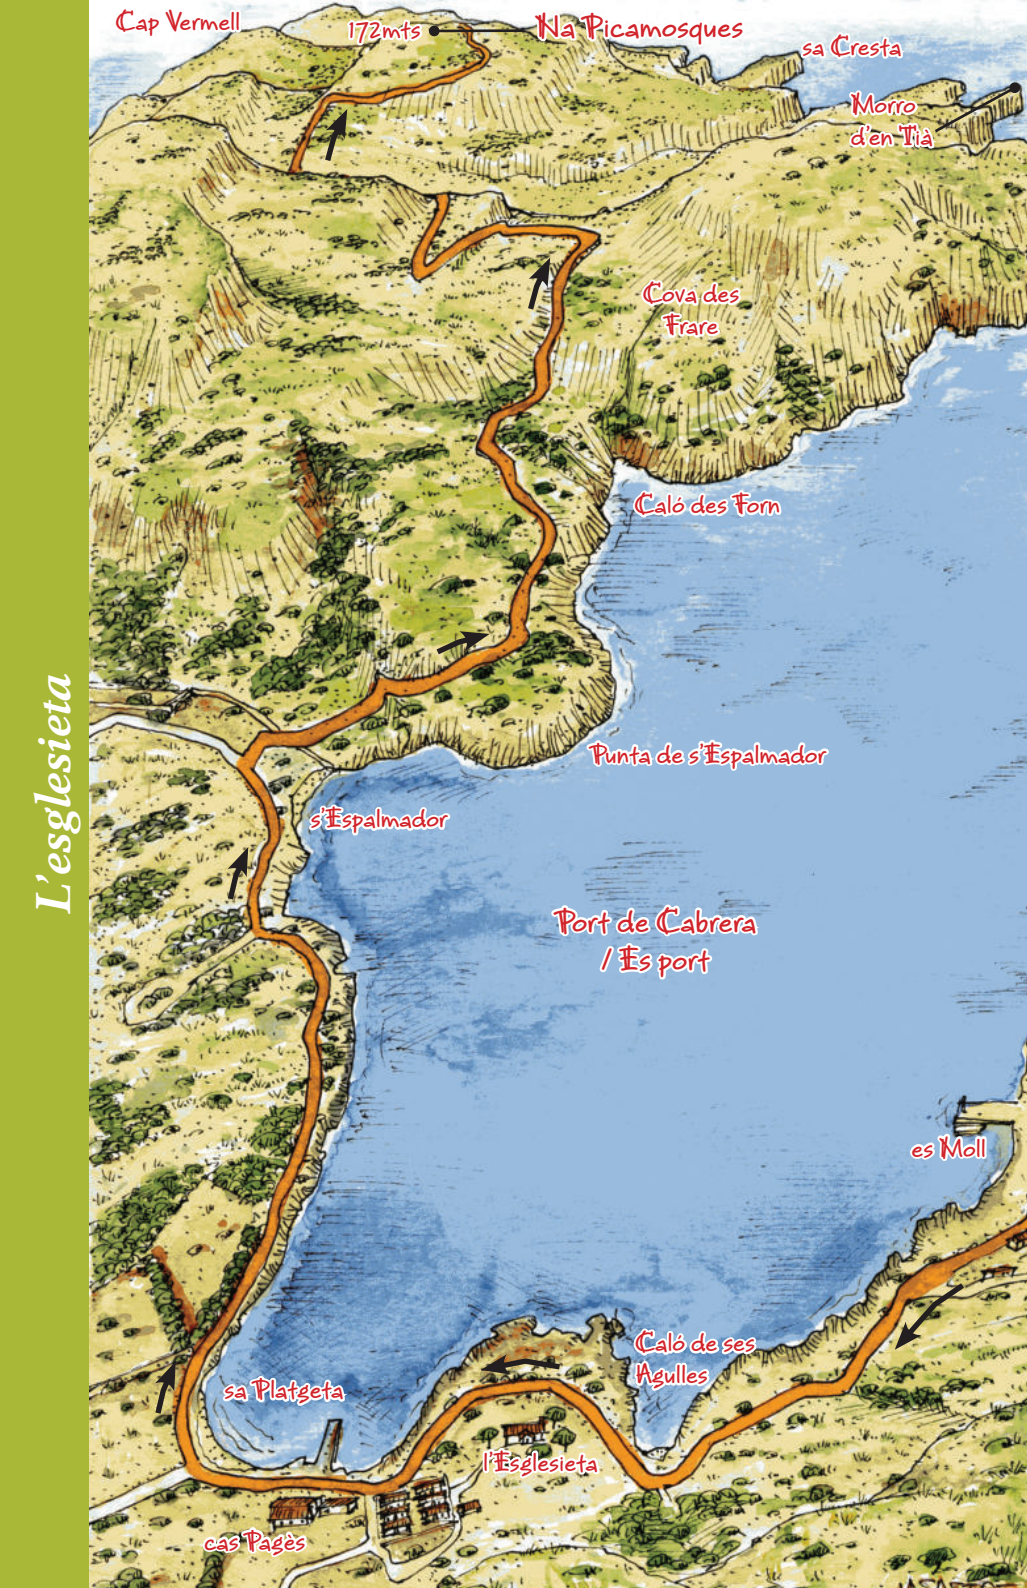 Cap Vermell
172mts
Na Picamosques
sa Cresta
Morro
d'en Tià
Cova des
Frare
Caló des Forn
L'esglesieta
Punta de s'Espalmador
s'Espalmador
Port de Cabrera
/ Es port
es Moll
Caló de ses
Agulles
sa Platgeta
l'Esglesieta
cas Pagès